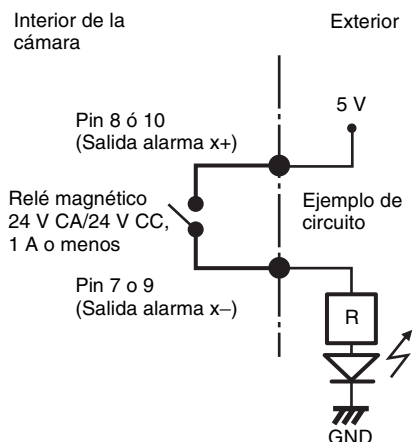 Interior de la
cámara
Exterior
5 V
Pin 8 ó 10
(Salida alarma x+)
Relé magnético
24 V CA/24 V CC,
1 A o menos
Ejemplo de
circuito
Pin 7 o 9
(Salida alarma x–)
R
GND